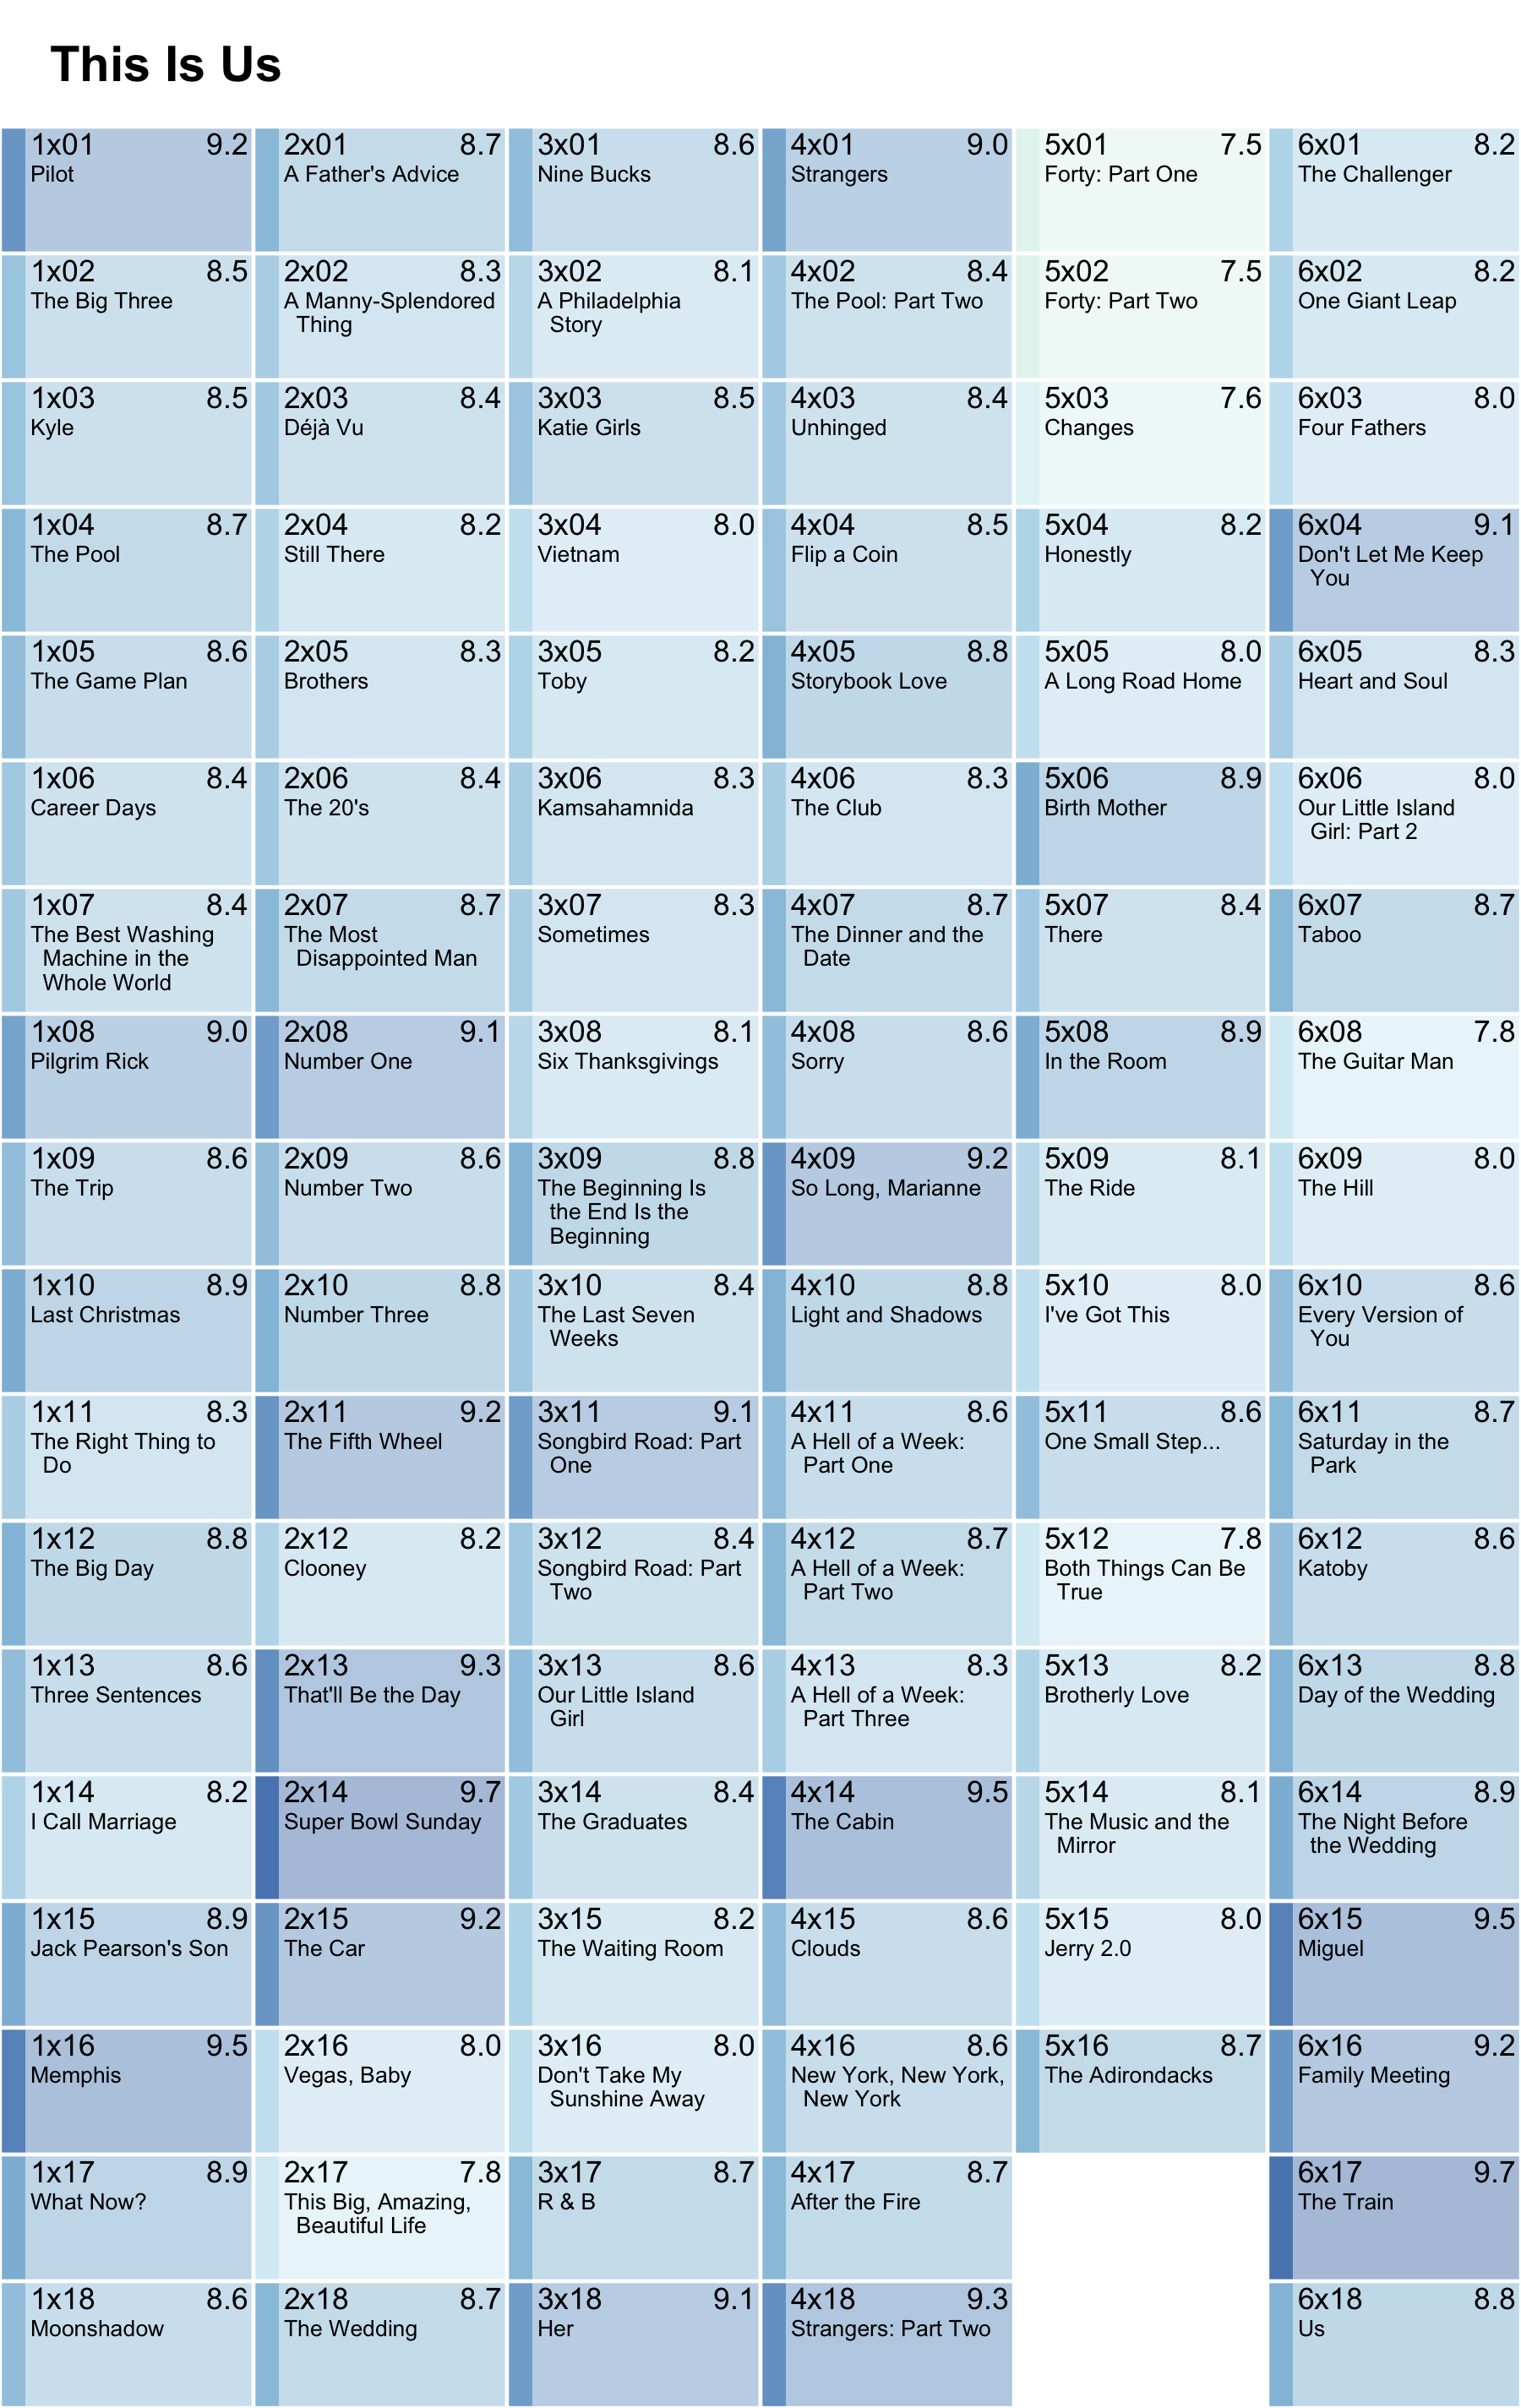 This Is Us
1x01 9.2
Pilot
1x02 8.5
The Big Three
1x03 8.5
Kyle
1x04 8.7
The Pool
1x05 8.6
The Game Plan
1x06 8.4
Career Days
1x07 8.4
The Best Washing
Machine in the
Whole World
1x08 9.0
Pilgrim Rick
1x09 8.6
The Trip
1x10 8.9
Last Christmas
1x11 8.3
The Right Thing to
Do
1x12 8.8
The Big Day
1x13 8.6
Three Sentences
1x14 8.2
I Call Marriage
1x15 8.9
Jack Pearson's Son
1x16 9.5
Memphis
1x17 8.9
What Now?
1x18 8.6
Moonshadow
2x01 8.7
A Father's Advice
2x02 8.3
A Manny-Splendored
Thing
2x03 8.4
Déjà Vu
2x04 8.2
Still There
2x05 8.3
Brothers
2x06 8.4
The 20's
2x07 8.7
The Most
Disappointed Man
2x08 9.1
Number One
2x09 8.6
Number Two
2x10 8.8
Number Three
2x11 9.2
The Fifth Wheel
2x12 8.2
Clooney
2x13 9.3
That'll Be the Day
2x14 9.7
Super Bowl Sunday
2x15 9.2
The Car
2x16 8.0
Vegas, Baby
2x17 7.8
This Big, Amazing,
Beautiful Life
2x18 8.7
The Wedding
3x01 8.6
Nine Bucks
3x02 8.1
A Philadelphia
Story
3x03 8.5
Katie Girls
3x04 8.0
Vietnam
3x05 8.2
Toby
3x06 8.3
Kamsahamnida
3x07 8.3
Sometimes
3x08 8.1
Six Thanksgivings
3x09 8.8
The Beginning Is
the End Is the
Beginning
3x10 8.4
The Last Seven
Weeks
3x11 9.1
Songbird Road: Part
One
3x12 8.4
Songbird Road: Part
Two
3x13 8.6
Our Little Island
Girl
3x14 8.4
The Graduates
3x15 8.2
The Waiting Room
3x16 8.0
Don't Take My
Sunshine Away
3x17 8.7
R & B
3x18 9.1
Her
4x01 9.0
Strangers
4x02 8.4
The Pool: Part Two
4x03 8.4
Unhinged
4x04 8.5
Flip a Coin
4x05 8.8
Storybook Love
4x06 8.3
The Club
4x07 8.7
The Dinner and the
Date
4x08 8.6
Sorry
4x09 9.2
So Long, Marianne
4x10 8.8
Light and Shadows
4x11 8.6
A Hell of a Week:
Part One
4x12 8.7
A Hell of a Week:
Part Two
4x13 8.3
A Hell of a Week:
Part Three
4x14 9.5
The Cabin
4x15 8.6
Clouds
4x16 8.6
New York, New York,
New York
4x17 8.7
After the Fire
4x18 9.3
Strangers: Part Two
5x01 7.5
Forty: Part One
5x02 7.5
Forty: Part Two
5x03 7.6
Changes
5x04 8.2
Honestly
5x05 8.0
A Long Road Home
5x06 8.9
Birth Mother
5x07 8.4
There
5x08 8.9
In the Room
5x09 8.1
The Ride
5x10 8.0
I've Got This
5x11 8.6
One Small Step...
5x12 7.8
Both Things Can Be
True
5x13 8.2
Brotherly Love
5x14 8.1
The Music and the
Mirror
5x15 8.0
Jerry 2.0
5x16 8.7
The Adirondacks
6x01 8.2
The Challenger
6x02 8.2
One Giant Leap
6x03 8.0
Four Fathers
6x04 9.1
Don't Let Me Keep
You
6x05 8.3
Heart and Soul
6x06 8.0
Our Little Island
Girl: Part 2
6x07 8.7
Taboo
6x08 7.8
The Guitar Man
6x09 8.0
The Hill
6x10 8.6
Every Version of
You
6x11 8.7
Saturday in the
Park
6x12 8.6
Katoby
6x13 8.8
Day of the Wedding
6x14 8.9
The Night Before
the Wedding
6x15 9.5
Miguel
6x16 9.2
Family Meeting
6x17 9.7
The Train
6x18 8.8
Us